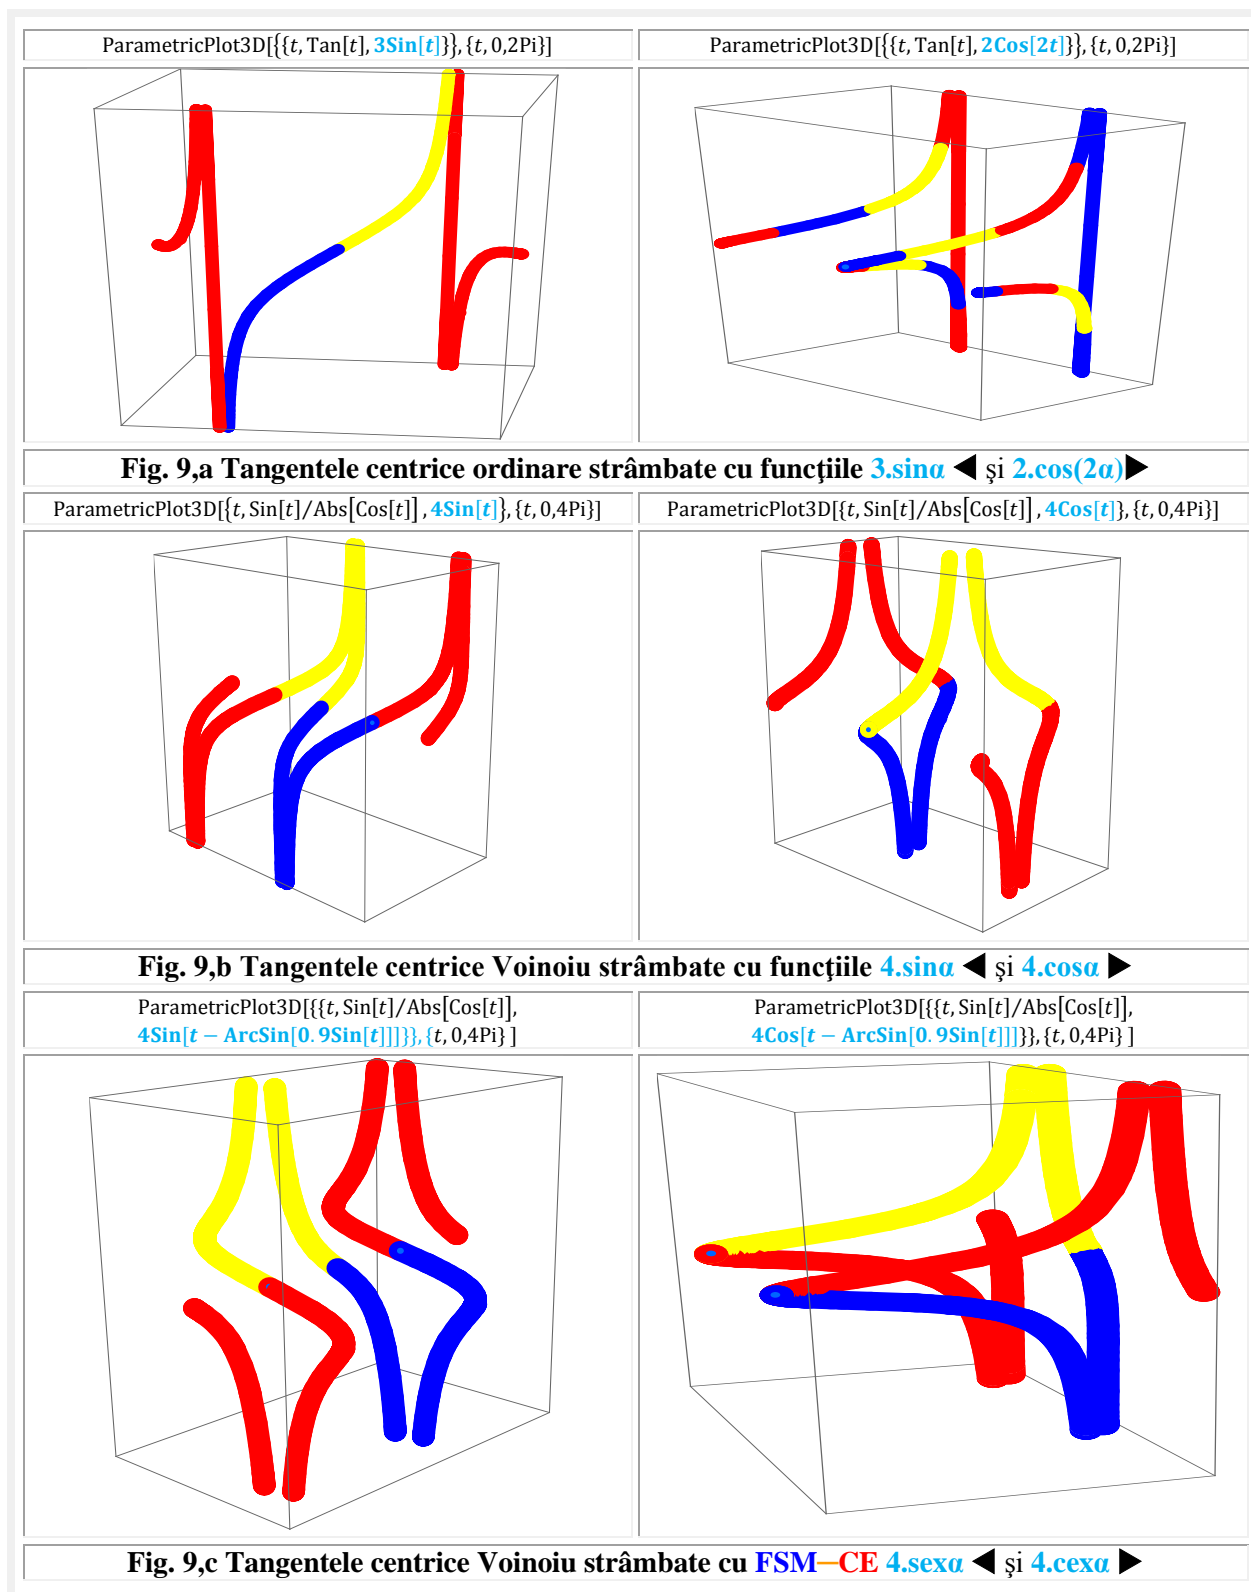 ParametricPlot3D[{{t, Tan[t], 3Sin[t]}}, {t, 0,2Pi}]
ParametricPlot3D[{{t, Tan[t], 2Cos[2t]}}, {t, 0,2Pi}]
Fig. 9,a Tangentele centrice ordinare strâmbate cu funcţiile 3.sinα ◄ şi 2.cos(2α)►
ParametricPlot3D[{t, Sin[t]/Abs[Cos[t]] , 4Sin[t]}, {t, 0,4Pi}]
ParametricPlot3D[{t, Sin[t]/Abs[Cos[t]] , 4Cos[t]}, {t, 0,4Pi}]
Fig. 9,b Tangentele centrice Voinoiu strâmbate cu funcţiile 4.sinα ◄ şi 4.cosα ►
ParametricPlot3D[{{t, Sin[t]/Abs[Cos[t]],
4Sin[t − ArcSin[0.9Sin[t]]]}}, {t, 0,4Pi} ]
ParametricPlot3D[{{t, Sin[t]/Abs[Cos[t]],
4Cos[t − ArcSin[0.9Sin[t]]]}}, {t, 0,4Pi} ]
Fig. 9,c Tangentele centrice Voinoiu strâmbate cu FSM—CE 4.sexα ◄ şi 4.cexα ►